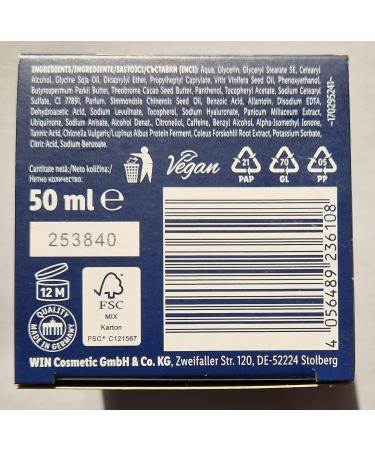 INGREDIENTS/INGREDIENTE/SASTOJCI/СЪСТАВКИ (INCI): Aqua, Glycerin, Glyceryl Stearate SE, Cetearyl
Alcohol, Glycine Soja Oil, Dicaprylyl Ether, Propylheptyl Caprylate, Vitis Vinifera Seed Oil, Phenoxyethanol,
Butyrospermum Parkii Butter, Theobroma Cacao Seed Butter, Panthenol, Tocopheryl Acetate, Sodium Cetearyl
Sulfate, CI 77891, Parfum, Simmondsia Chinensis Seed Oil, Benzoic Acid, Allantoin, Disodium EDTA,
Dehydroacetic Acid, Sodium Levulinate, Tocopherol, Sodium Hyaluronate, Panicum Miliaceum Extract,
Ubiquinone, Sodium Anisate, Alcohol Denat., Citronellol, Caffeine, Benzyl Alcohol, Alpha-Isomethyl Ionone,
Tannic Acid, Chlorella Vulgaris/Lupinus Albus Protein Ferment, Coleus Forskohlii Root Extract, Potassium Sorbate,
Citric Acid, Sodium Benzoate.
~170295241~
Cantitate netă:/Neto količina:/
Нетно количество:
50 ml e
Vegan
21
PAP
70
GL
05
PP
253840
12 M
FSC
MIX
Karton
FSC® C121567
QUALITY
MADE IN GERMANY
4 056489 236108
WIN Cosmetic GmbH & Co. KG, Zweifaller Str. 120, DE-52224 Stolberg